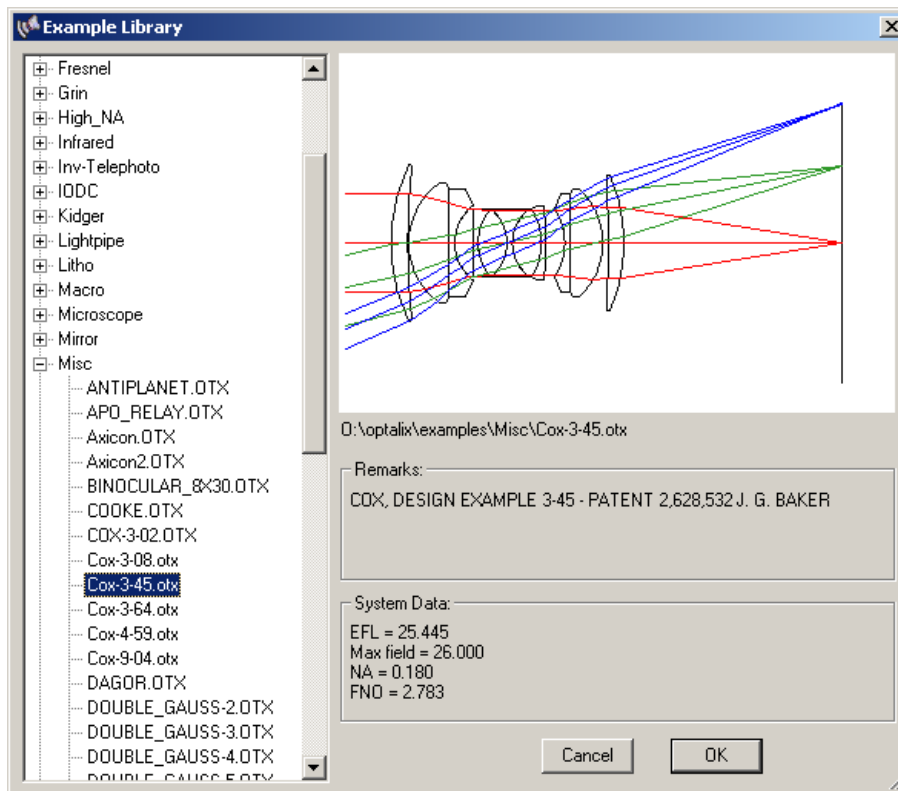 Example Library
Fresnel
Grin
High_NA
Infrared
Inv-Telephoto
IODC
Kidger
Lightpipe
Litho
Macro
Microscope
Mirror
Misc
ANTIPLANET.OTX
APO_RELAY.OTX
Axicon.OTX
Axicon2.OTX
BINOCULAR_8X30.OTX
COOKE.OTX
COX-3-02.OTX
Cox-3-08.otx
Cox-3-45.otx
Cox-3-64.otx
Cox-4-59.otx
Cox-9-04.otx
DAGOR.OTX
DOUBLE_GAUSS-2.OTX
DOUBLE_GAUSS-3.OTX
DOUBLE_GAUSS-4.OTX
DOUBLE_GAUSS-5.OTX
O:\optalix\examples\Misc\Cox-3-45.otx
Remarks:
COX, DESIGN EXAMPLE 3-45 - PATENT 2,628,532 J. G. BAKER
System Data:
EFL = 25.445
Max field = 26.000
NA = 0.180
FNO = 2.783
Cancel
OK